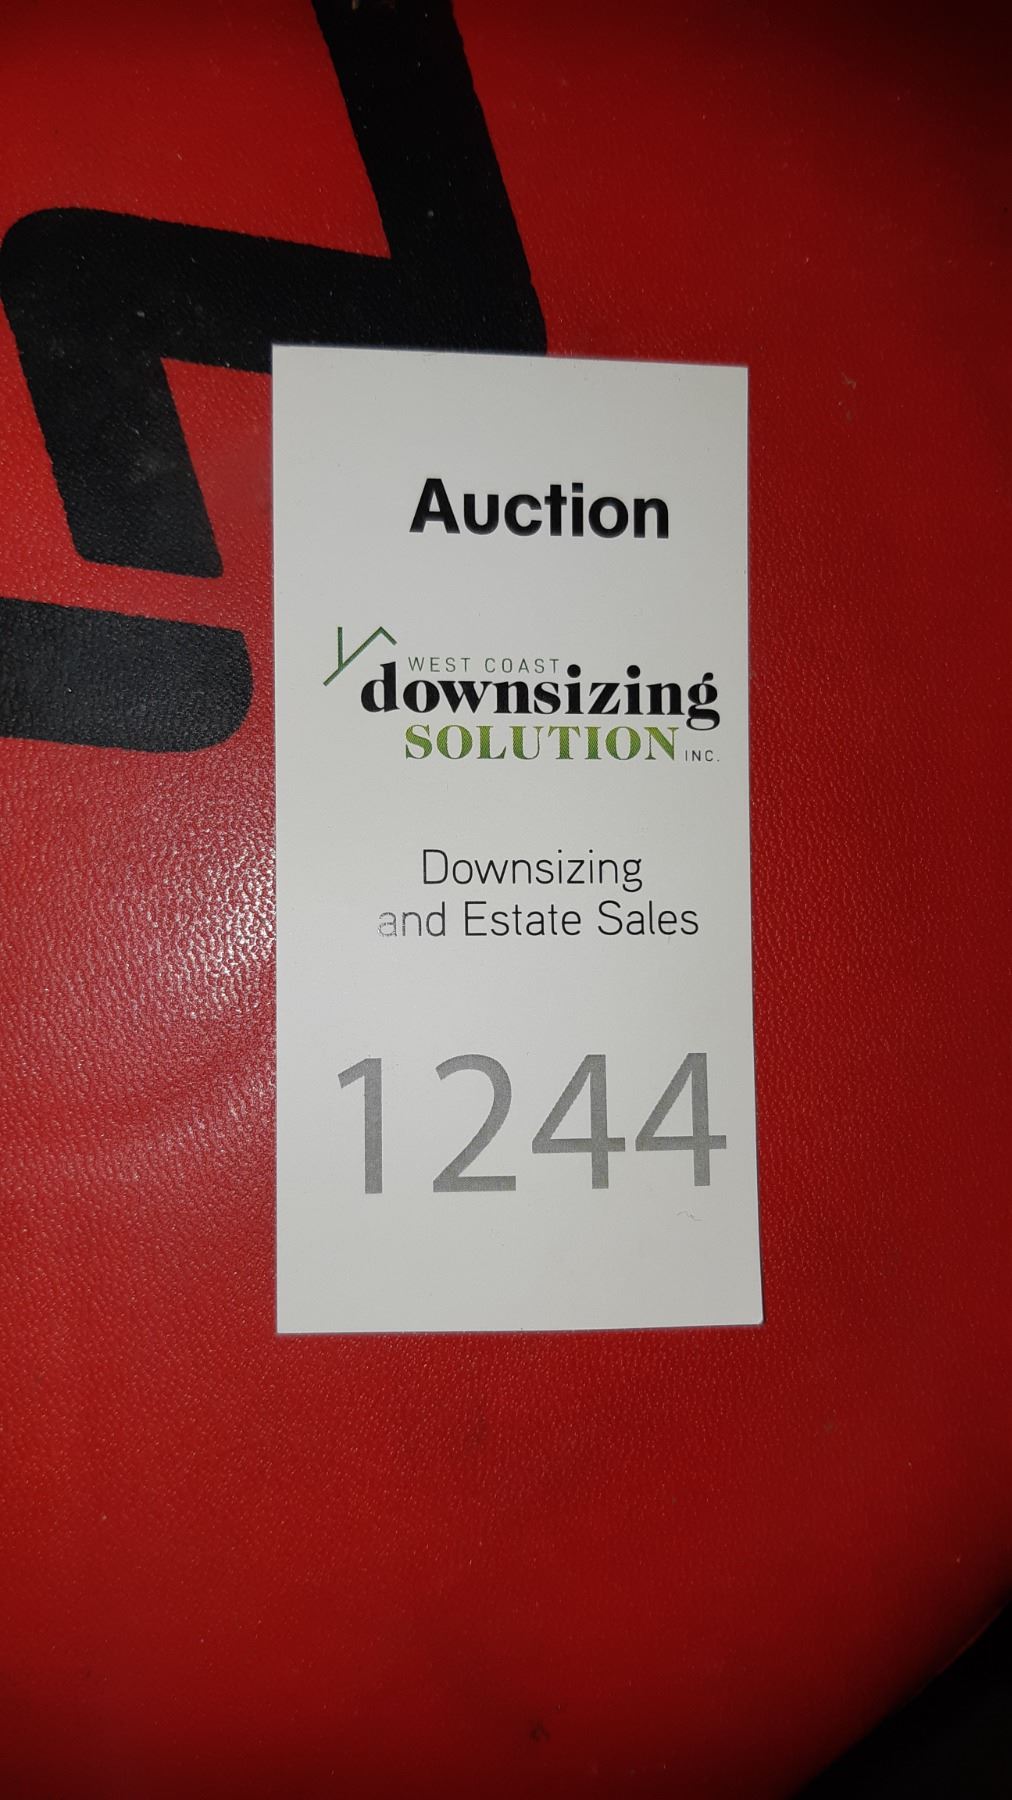 Auction
WEST COAST
downsizing
SOLUTION INC.
Downsizing
and Estate Sales
1244